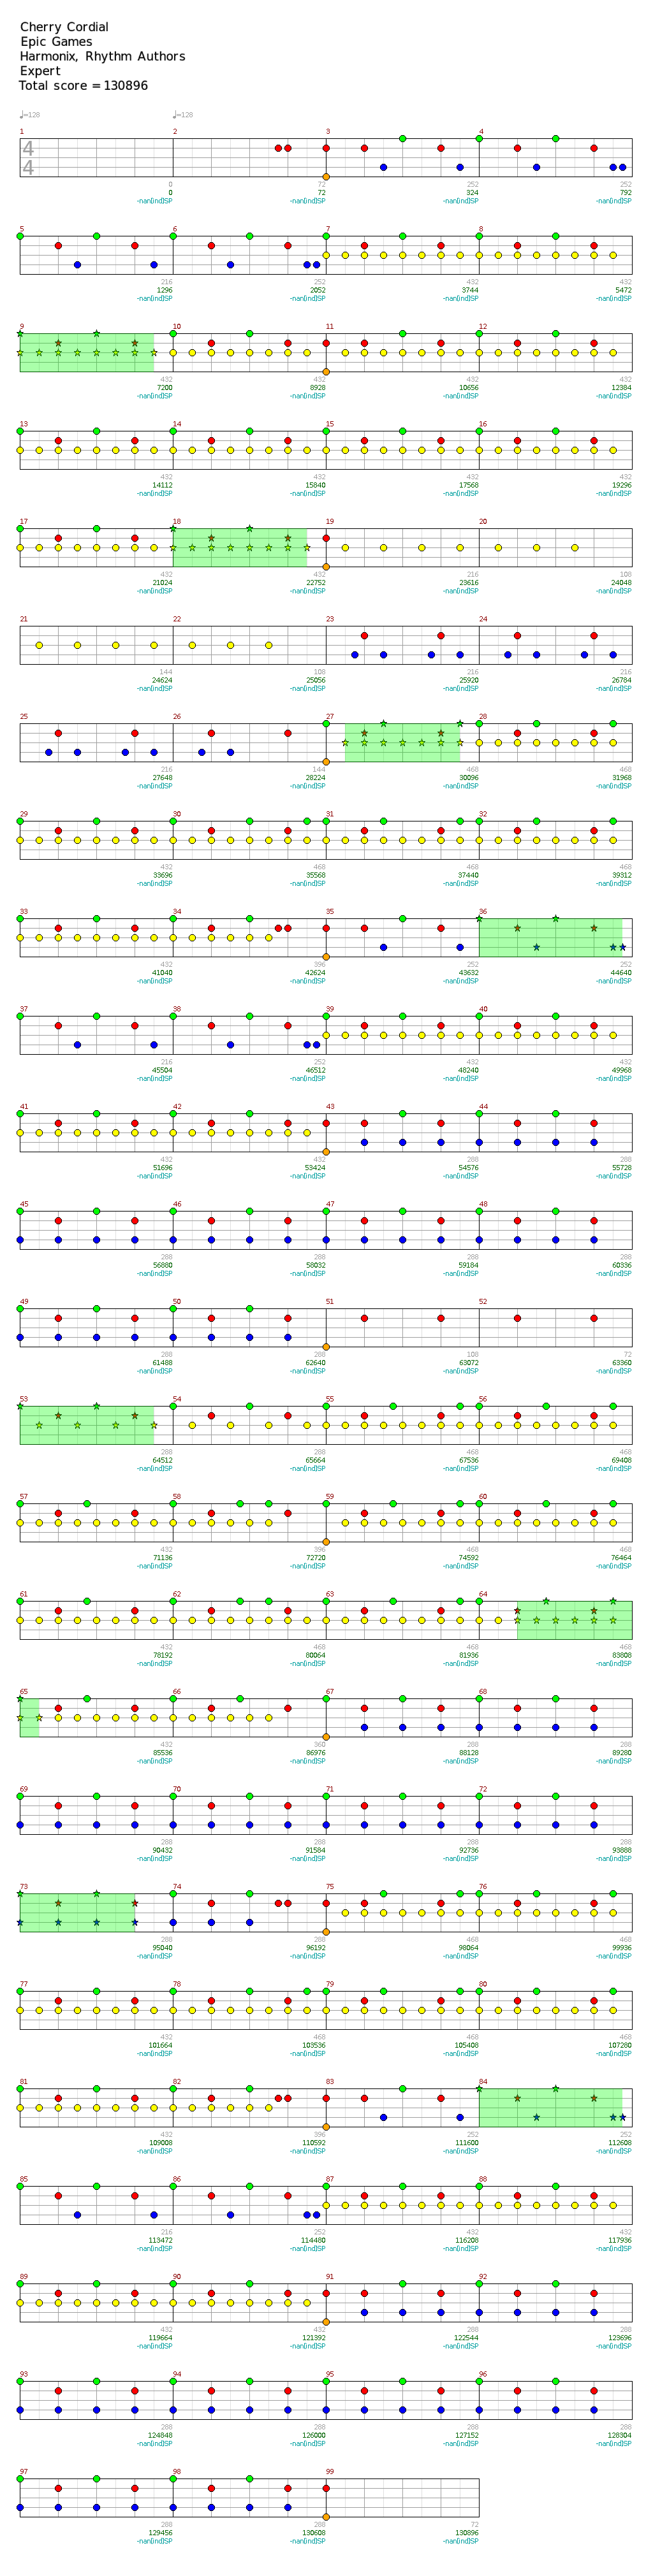 Cherry Cordial
Epic Games
Harmonix, Rhythm Authors
Expert
Total score = 130896
♩=128 ♩=128
1 2 3 4
4
4
0 72 252 252
0 72 324 792
-nan(ind)SP -nan(ind)SP -nan(ind)SP -nan(ind)SP
5 6 7 8
216 252 432 432
1296 2052 3744 5472
-nan(ind)SP -nan(ind)SP -nan(ind)SP -nan(ind)SP
9 10 11 12
432 432 432 432
7200 8928 10656 12384
-nan(ind)SP -nan(ind)SP -nan(ind)SP -nan(ind)SP
13 14 15 16
432 432 432 432
14112 15840 17568 19296
-nan(ind)SP -nan(ind)SP -nan(ind)SP -nan(ind)SP
17 18 19 20
432 432 216 108
21024 22752 23616 24048
-nan(ind)SP -nan(ind)SP -nan(ind)SP -nan(ind)SP
21 22 23 24
144 108 216 216
24624 25056 25920 26784
-nan(ind)SP -nan(ind)SP -nan(ind)SP -nan(ind)SP
25 26 27 28
216 144 468 468
27648 28224 30096 31968
-nan(ind)SP -nan(ind)SP -nan(ind)SP -nan(ind)SP
29 30 31 32
432 468 468 468
33696 35568 37440 39312
-nan(ind)SP -nan(ind)SP -nan(ind)SP -nan(ind)SP
33 34 35 36
432 396 252 252
41040 42624 43632 44640
-nan(ind)SP -nan(ind)SP -nan(ind)SP -nan(ind)SP
37 38 39 40
216 252 432 432
45504 46512 48240 49968
-nan(ind)SP -nan(ind)SP -nan(ind)SP -nan(ind)SP
41 42 43 44
432 432 288 288
51696 53424 54576 55728
-nan(ind)SP -nan(ind)SP -nan(ind)SP -nan(ind)SP
45 46 47 48
288 288 288 288
56880 58032 59184 60336
-nan(ind)SP -nan(ind)SP -nan(ind)SP -nan(ind)SP
49 50 51 52
288 288 108 72
61488 62640 63072 63360
-nan(ind)SP -nan(ind)SP -nan(ind)SP -nan(ind)SP
53 54 55 56
288 288 468 468
64512 65664 67536 69408
-nan(ind)SP -nan(ind)SP -nan(ind)SP -nan(ind)SP
57 58 59 60
432 396 468 468
71136 72720 74592 76464
-nan(ind)SP -nan(ind)SP -nan(ind)SP -nan(ind)SP
61 62 63 64
432 468 468 468
78192 80064 81936 83808
-nan(ind)SP -nan(ind)SP -nan(ind)SP -nan(ind)SP
65 66 67 68
432 360 288 288
85536 86976 88128 89280
-nan(ind)SP -nan(ind)SP -nan(ind)SP -nan(ind)SP
69 70 71 72
288 288 288 288
90432 91584 92736 93888
-nan(ind)SP -nan(ind)SP -nan(ind)SP -nan(ind)SP
73 74 75 76
288 288 468 468
95040 96192 98064 99936
-nan(ind)SP -nan(ind)SP -nan(ind)SP -nan(ind)SP
77 78 79 80
432 468 468 468
101664 103536 105408 107280
-nan(ind)SP -nan(ind)SP -nan(ind)SP -nan(ind)SP
81 82 83 84
432 396 252 252
109008 110592 111600 112608
-nan(ind)SP -nan(ind)SP -nan(ind)SP -nan(ind)SP
85 86 87 88
216 252 432 432
113472 114480 116208 117936
-nan(ind)SP -nan(ind)SP -nan(ind)SP -nan(ind)SP
89 90 91 92
432 432 288 288
119664 121392 122544 123696
-nan(ind)SP -nan(ind)SP -nan(ind)SP -nan(ind)SP
93 94 95 96
288 288 288 288
124848 126000 127152 128304
-nan(ind)SP -nan(ind)SP -nan(ind)SP -nan(ind)SP
97 98 99
288 288 72
129456 130608 130896
-nan(ind)SP -nan(ind)SP -nan(ind)SP